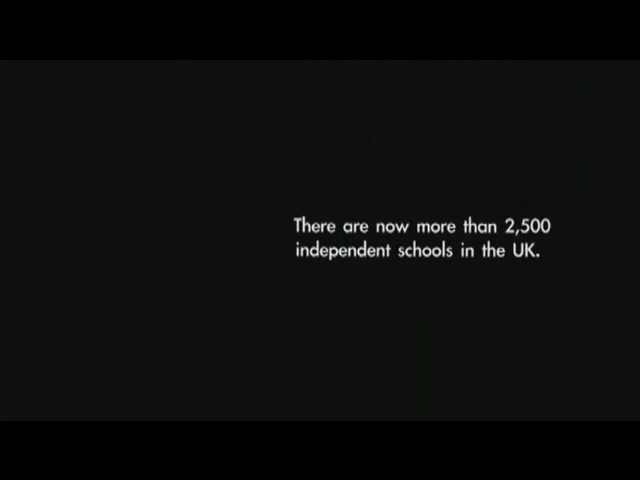 There are now more than 2,500
independent schools in the UK.